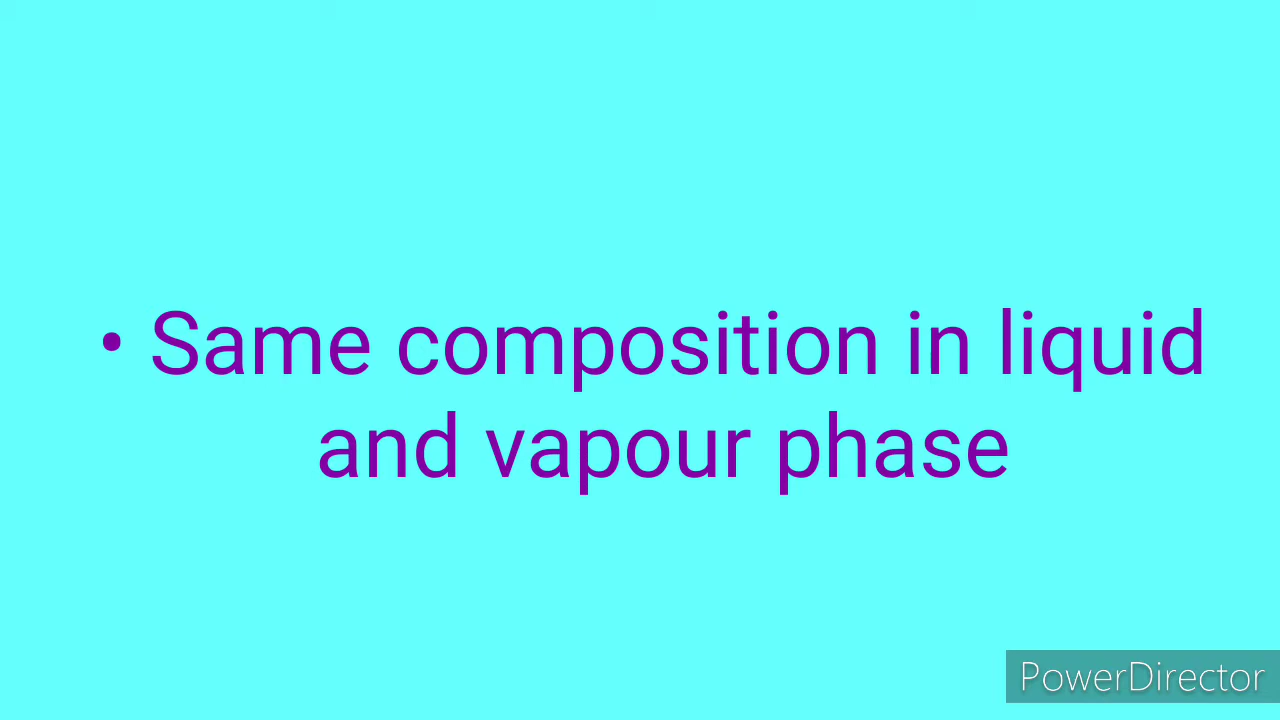 • Same composition in liquid
and vapour phase
PowerDirector